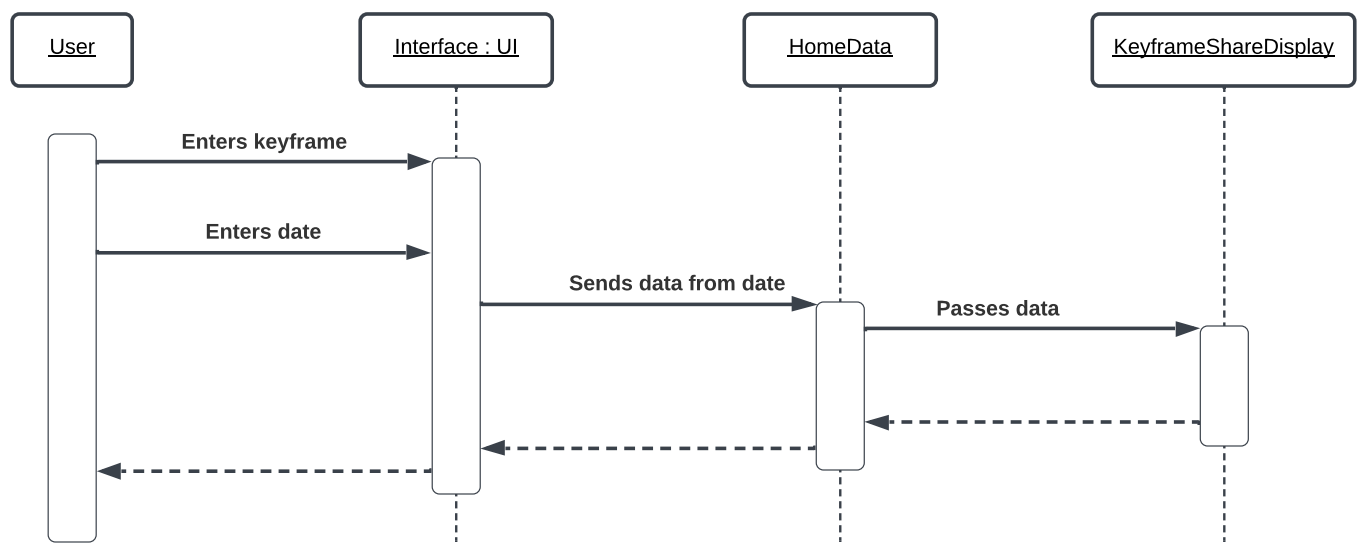 User
Interface : UI
HomeData
KeyframeShareDisplay
Enters keyframe
Enters date
Sends data from date
Passes data